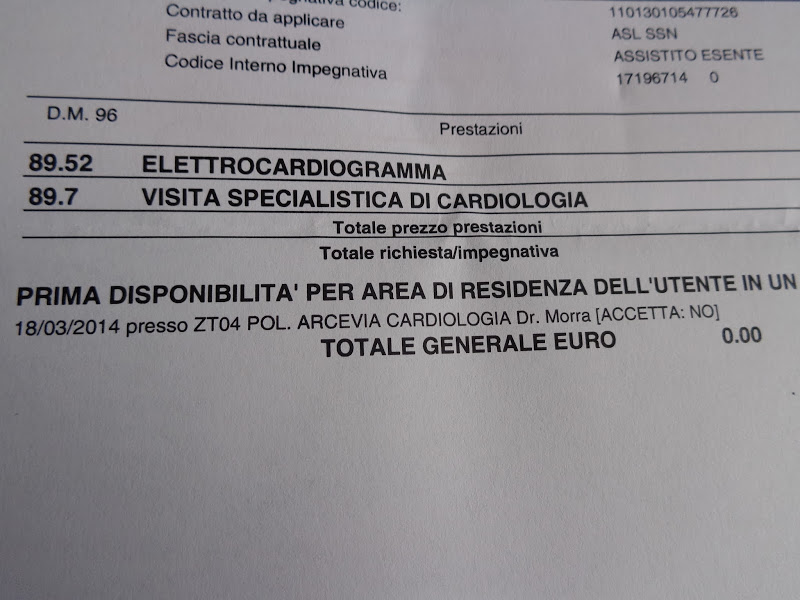 codice: 110130105477726
Contratto da applicare ASL SSN
Fascia contrattuale ASSISTITO ESENTE
Codice Interno Impegnativa 17196714 0
D.M. 96 Prestazioni
89.52 ELETTROCARDIOGRAMMA
89.7 VISITA SPECIALISTICA DI CARDIOLOGIA
Totale prezzo prestazioni
Totale richiesta/impegnativa
PRIMA DISPONIBILITA' PER AREA DI RESIDENZA DELL'UTENTE IN UN
18/03/2014 presso ZT04 POL. ARCEVIA CARDIOLOGIA Dr. Morra [ACCETTA: NO]
TOTALE GENERALE EURO 0.00